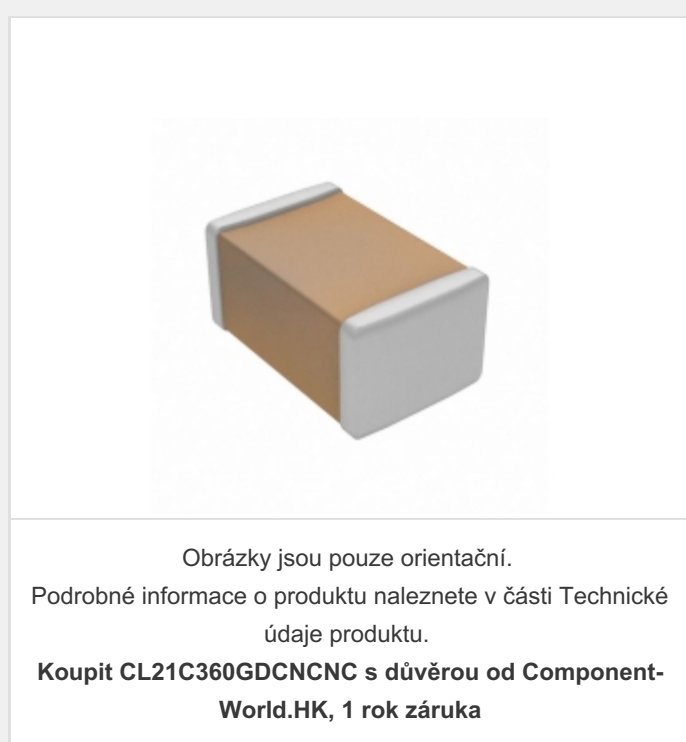 Obrázky jsou pouze orientační.
Podrobné informace o produktu naleznete v části Technické
údaje produktu.
Koupit CL21C360GDCNCNC s důvěrou od Component-
World.HK, 1 rok záruka